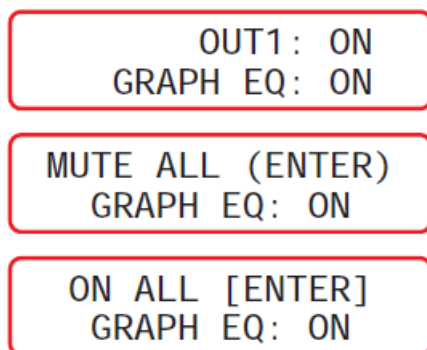 OUT1: ON
GRAPH EQ: ON
MUTE ALL (ENTER)
GRAPH EQ: ON
ON ALL [ENTER]
GRAPH EQ: ON